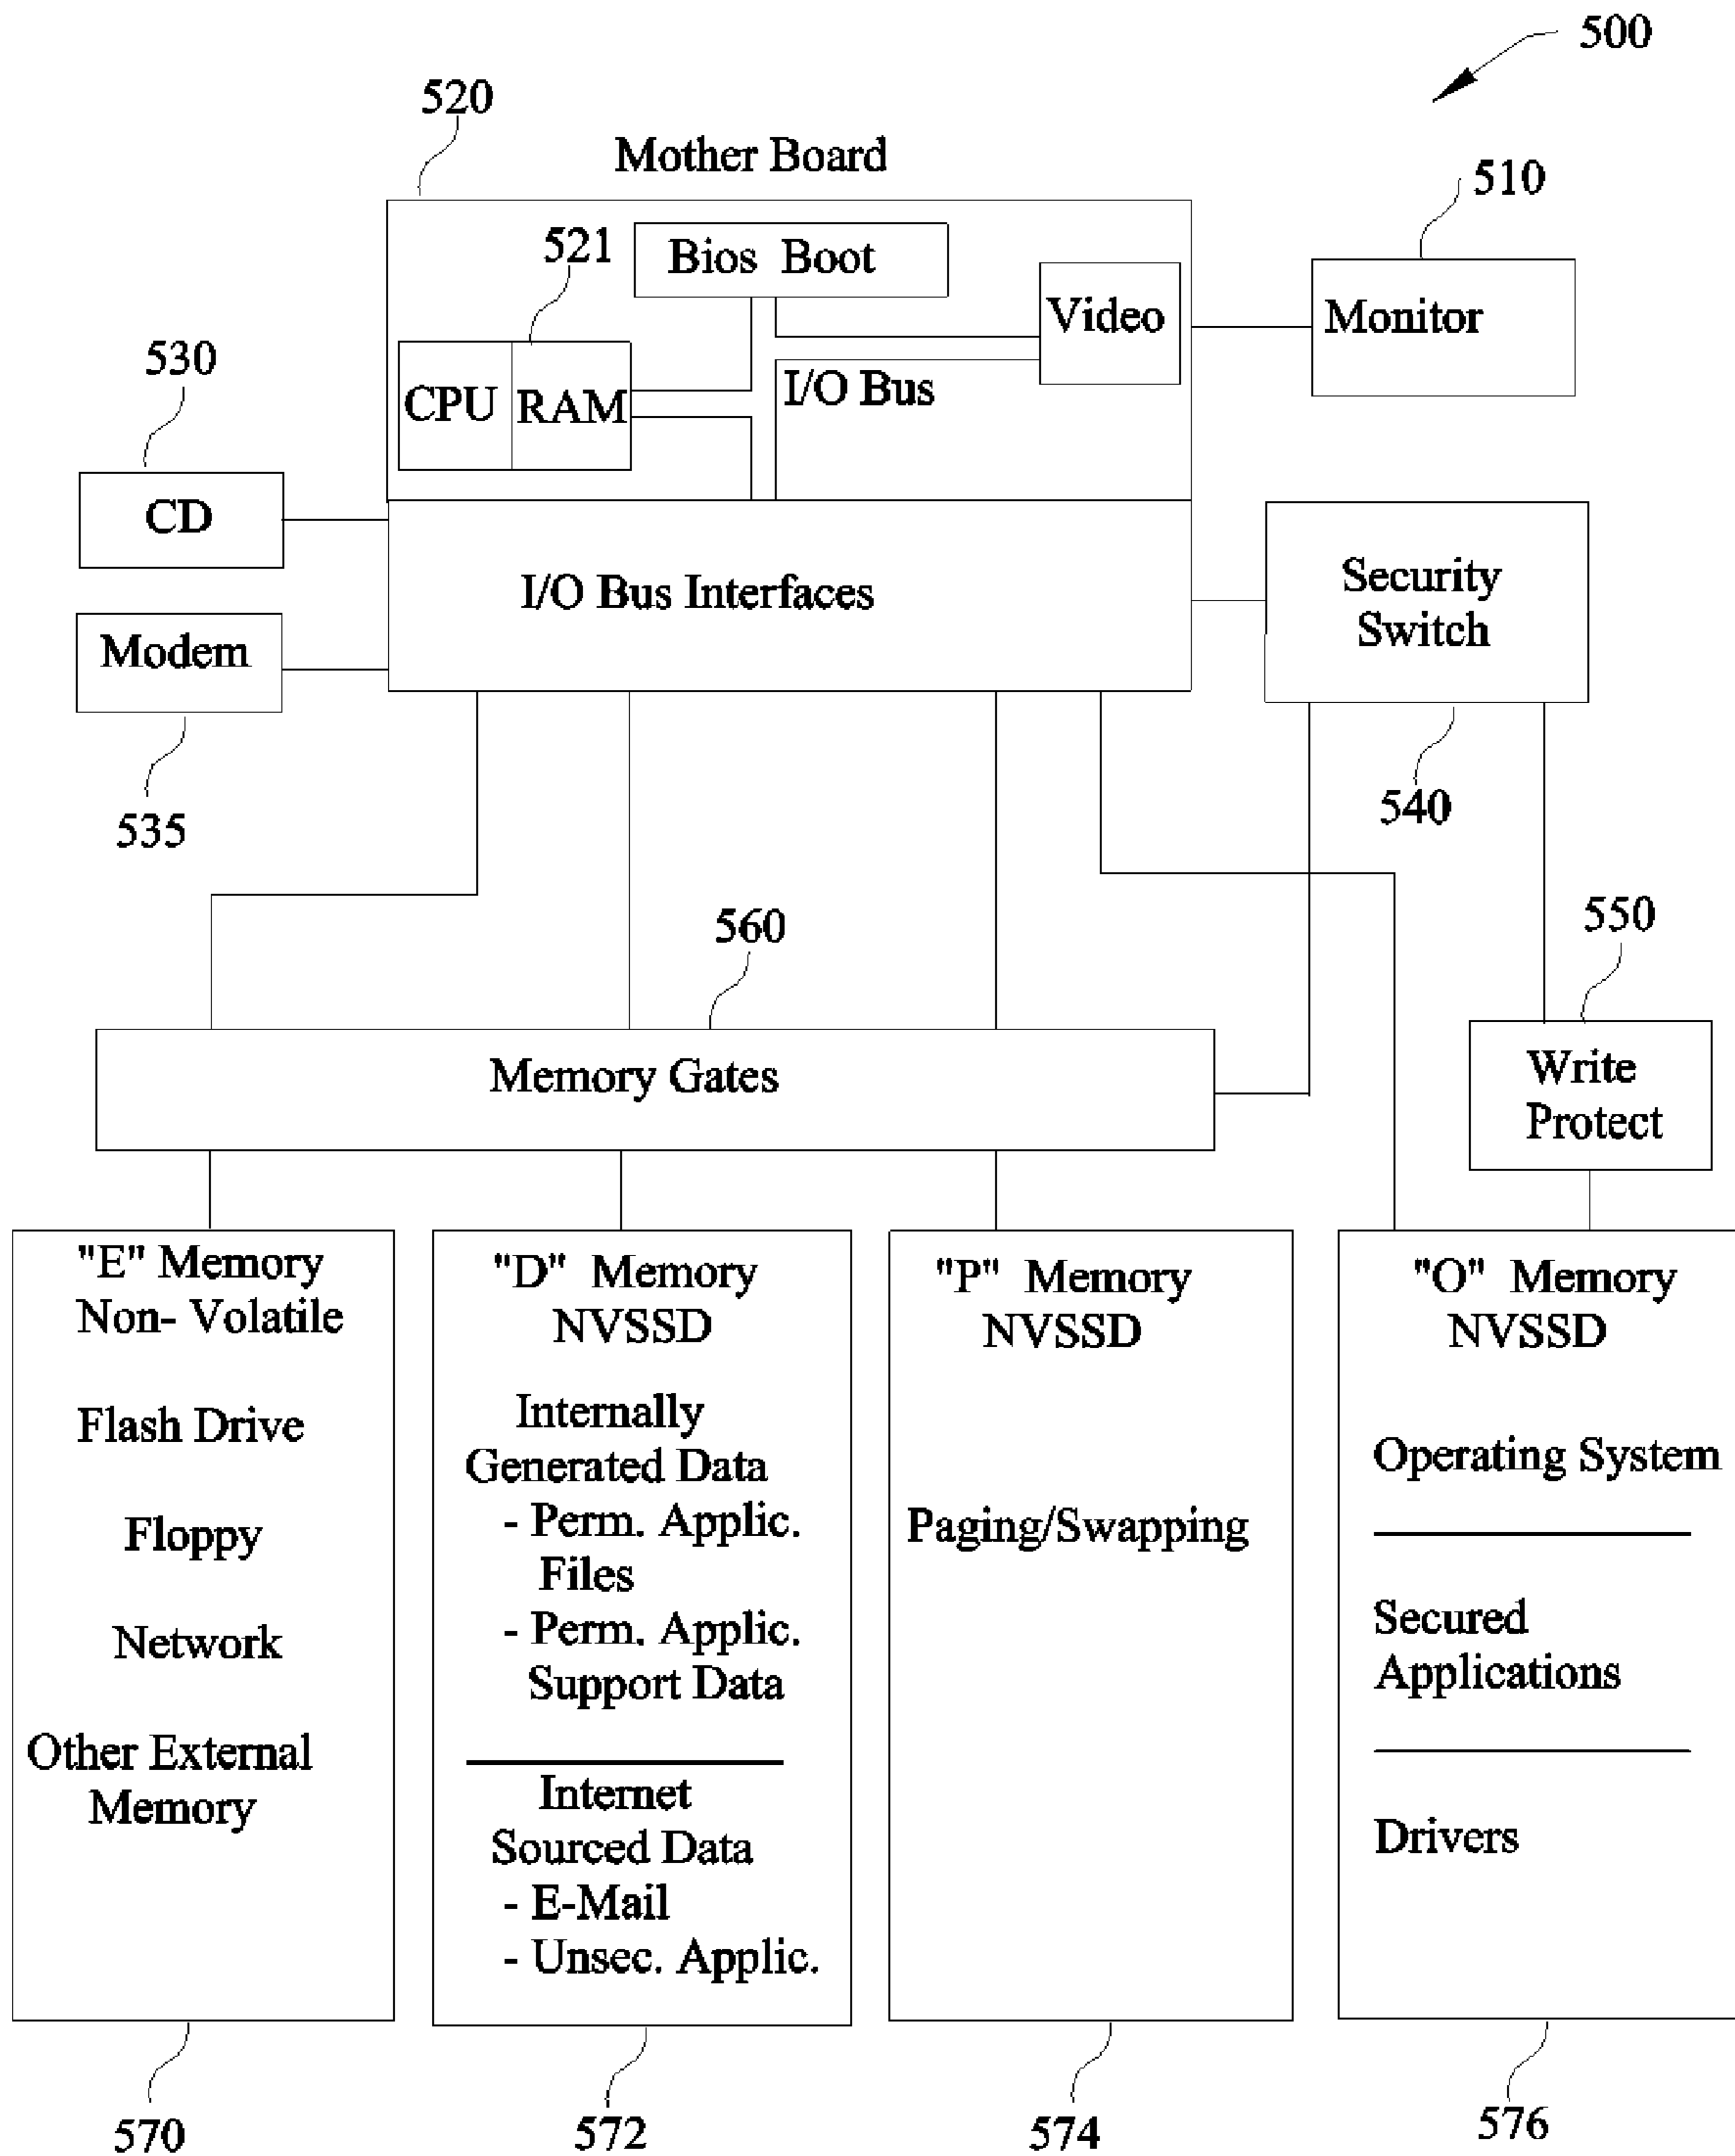 500
520
Mother Board
510
521
Bios Boot
Video
Monitor
530
CPU
RAM
I/O Bus
CD
I/O Bus Interfaces
Security
Switch
Modem
535
540
560
550
Memory Gates
Write
Protect
"E" Memory
Non- Volatile
Flash Drive
Floppy
Network
Other External
Memory
"D" Memory
NVSSD
Internally
Generated Data
- Perm. Applic.
Files
- Perm. Applic.
Support Data
Internet
Sourced Data
- E-Mail
- Unsec. Applic.
"P" Memory
NVSSD
Paging/Swapping
"O" Memory
NVSSD
Operating System
Secured
Applications
Drivers
570
572
574
576